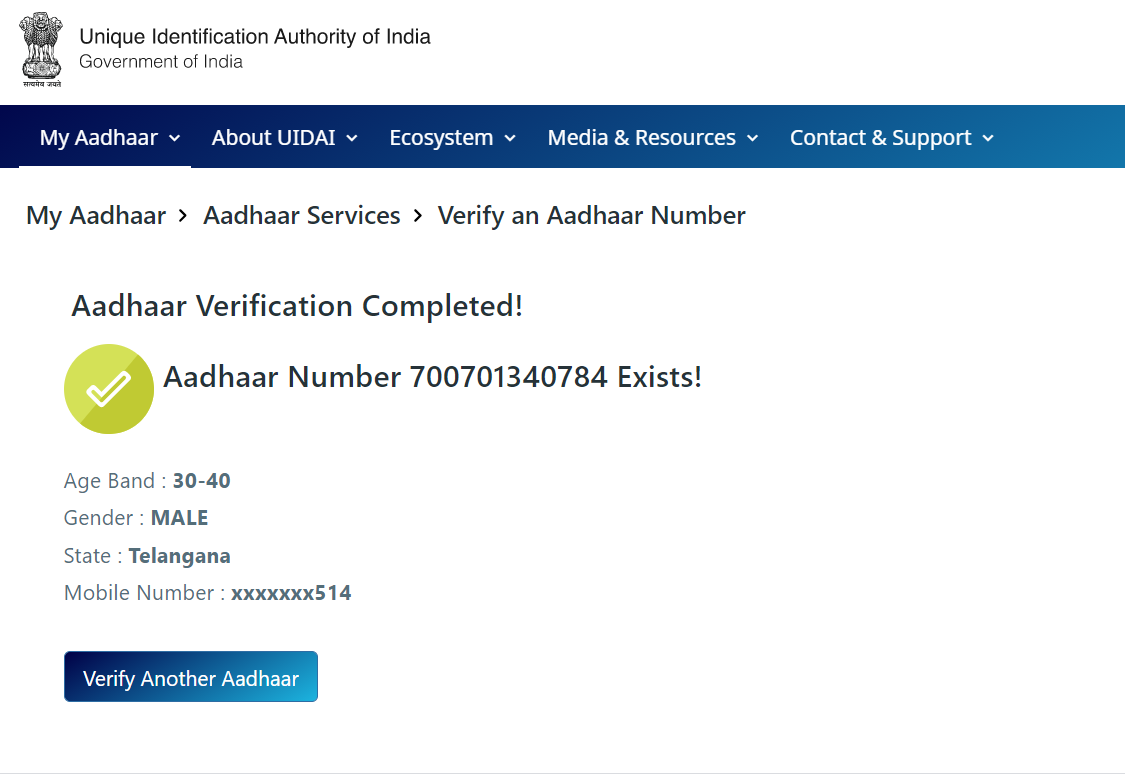 Unique Identification Authority of India
Government of India
सत्यमेव जयते
My Aadhaar About UIDAI Ecosystem Media & Resources Contact & Support
My Aadhaar > Aadhaar Services > Verify an Aadhaar Number
Aadhaar Verification Completed!
Aadhaar Number 700701340784 Exists!
Age Band : 30-40
Gender : MALE
State : Telangana
Mobile Number : xxxxxxx514
Verify Another Aadhaar